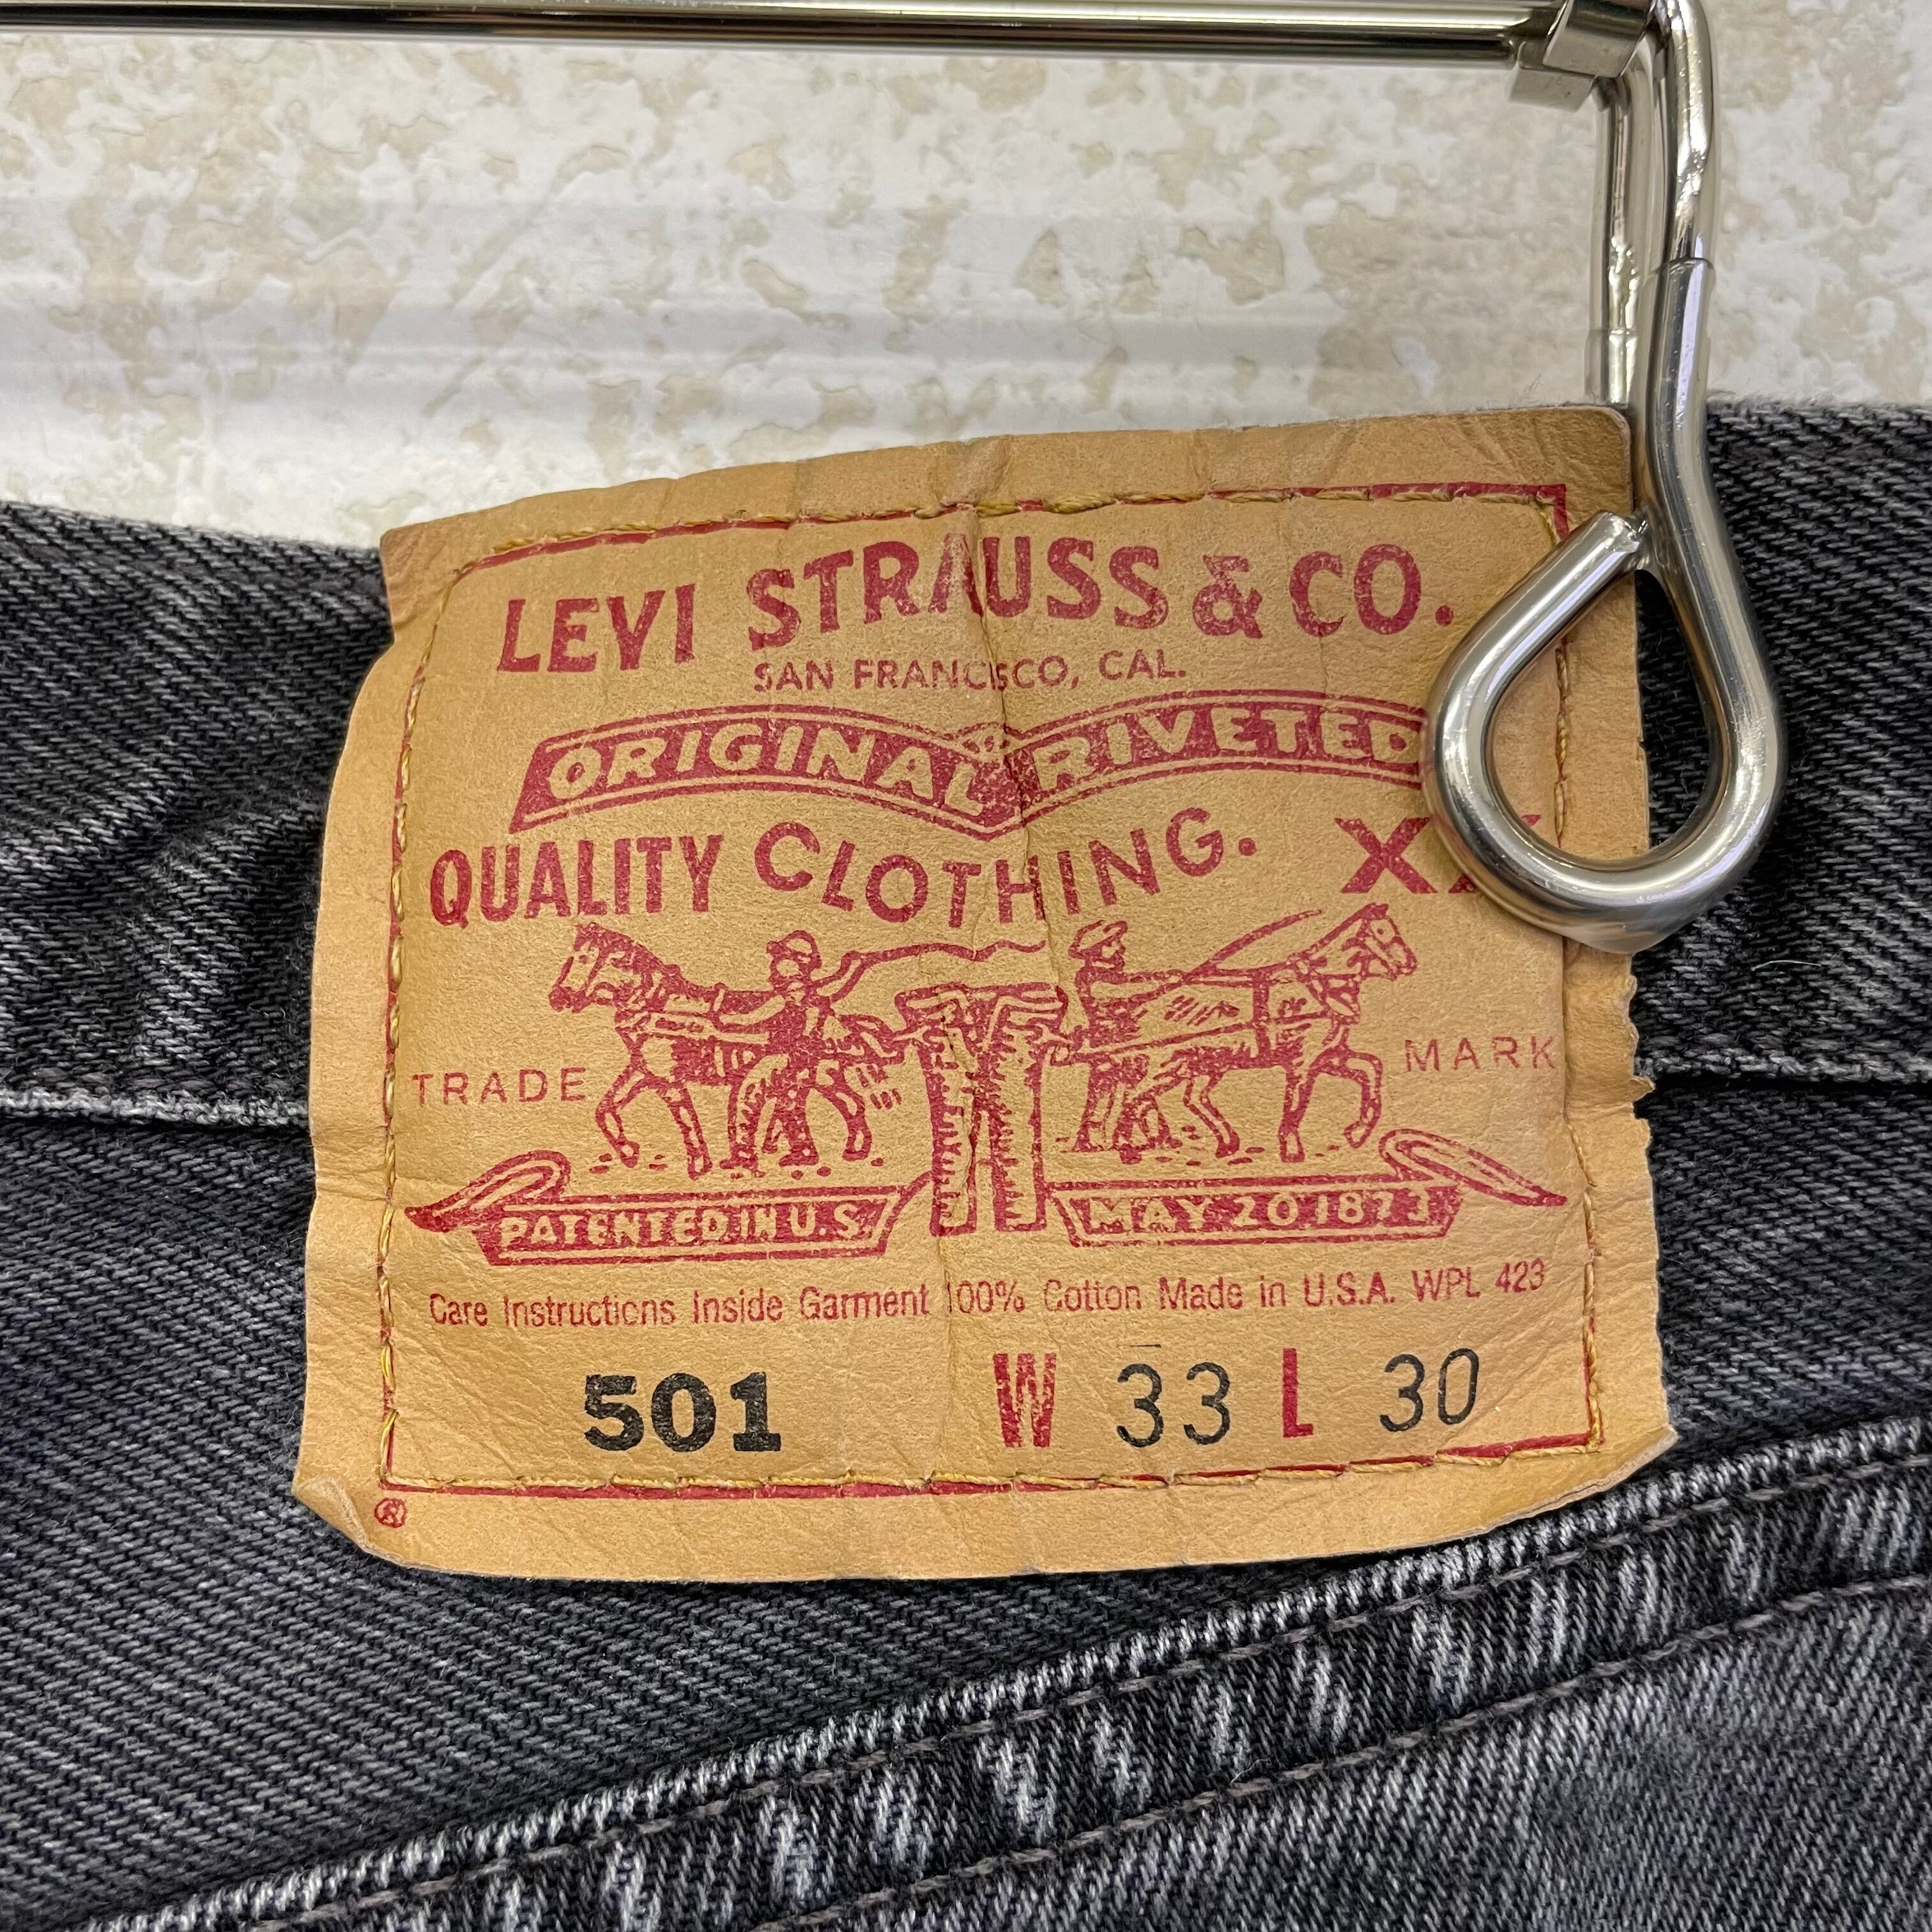 LEVI STRAUSS & CO.
SAN FRANCISCO, CAL.
ORIGINAL RIVETED
QUALITY CLOTHING. XX
TRADE MARK
PATENTED IN U.S. MAY 20 1873
Care Instructions Inside Garment 100% Cotton Made in U.S.A. WPL 423
501 W 33 L 30
®